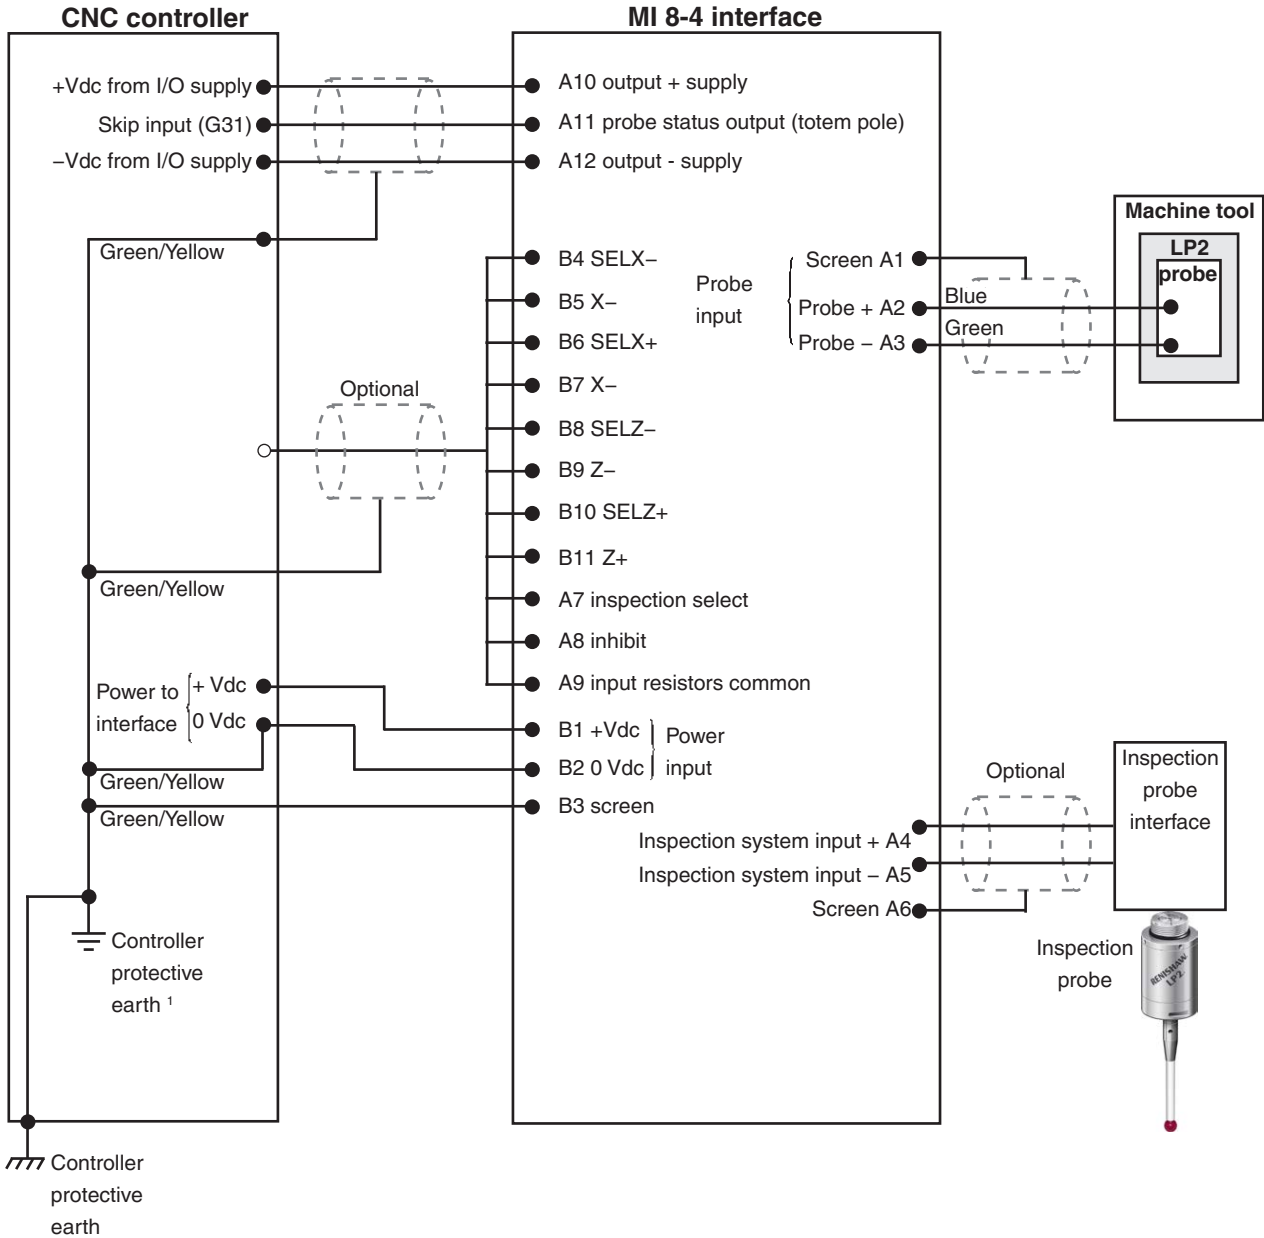 CNC controller
MI 8-4 interface
+Vdc from I/O supply
Skip input (G31)
−Vdc from I/O supply
Green/Yellow
A10 output + supply
A11 probe status output (totem pole)
A12 output - supply
B4 SELX−
B5 X−
B6 SELX+
B7 X−
B8 SELZ−
B9 Z−
B10 SELZ+
B11 Z+
A7 inspection select
A8 inhibit
A9 input resistors common
Probe
input
Screen A1
Probe + A2
Probe − A3
Blue
Green
Machine tool
LP2
probe
Optional
Green/Yellow
Power to
interface
+ Vdc
0 Vdc
Green/Yellow
Green/Yellow
B1 +Vdc
B2 0 Vdc
Power
input
B3 screen
Inspection system input + A4
Inspection system input − A5
Screen A6
Optional
Inspection
probe
interface
Inspection
probe
RENISHAW
LP2
Controller
protective
earth 1
Controller
protective
earth